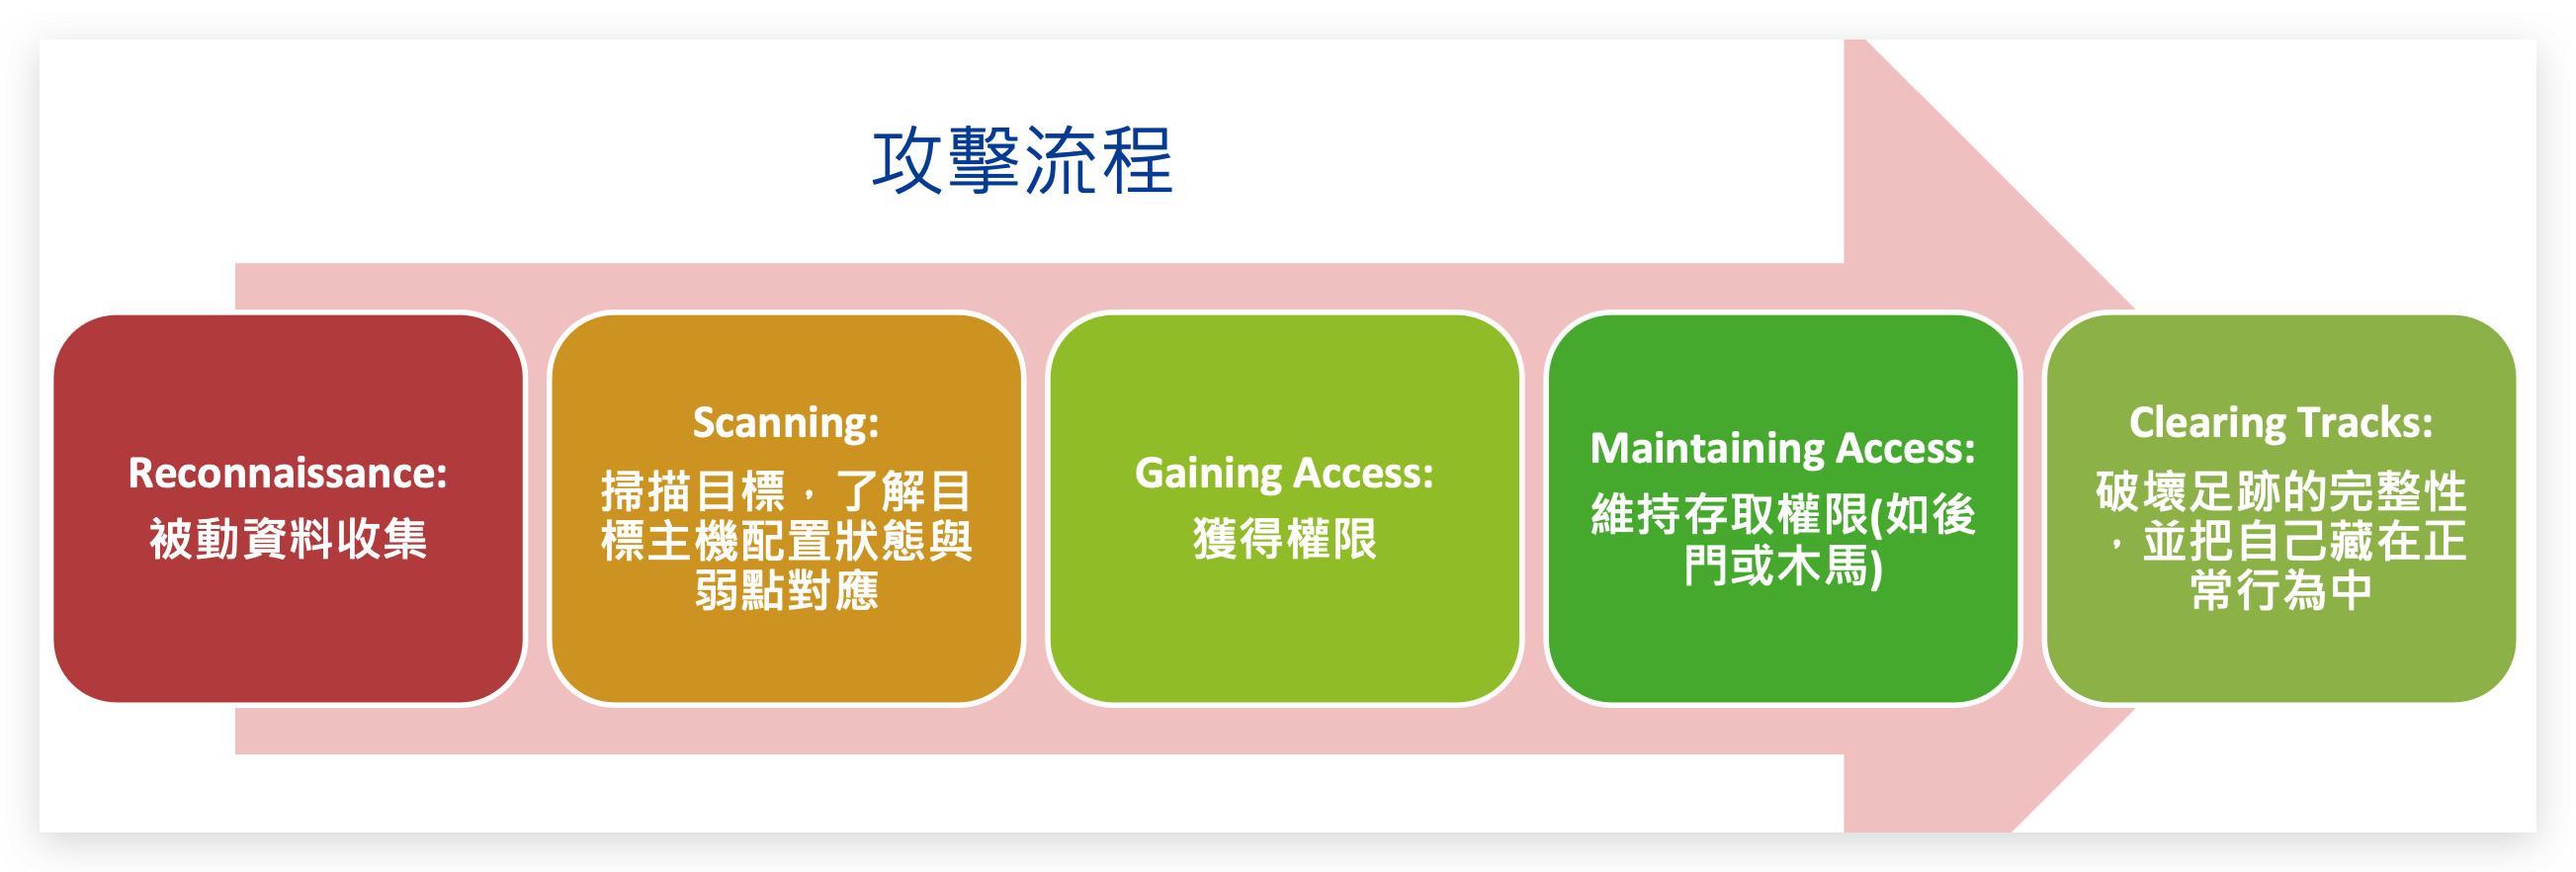 攻擊流程
Reconnaissance:
被動資料收集
Scanning:
掃描目標，了解目
標主機配置狀態與
弱點對應
Gaining Access:
獲得權限
Maintaining Access:
維持存取權限(如後
門或木馬)
Clearing Tracks:
破壞足跡的完整性
，並把自己藏在正
常行為中